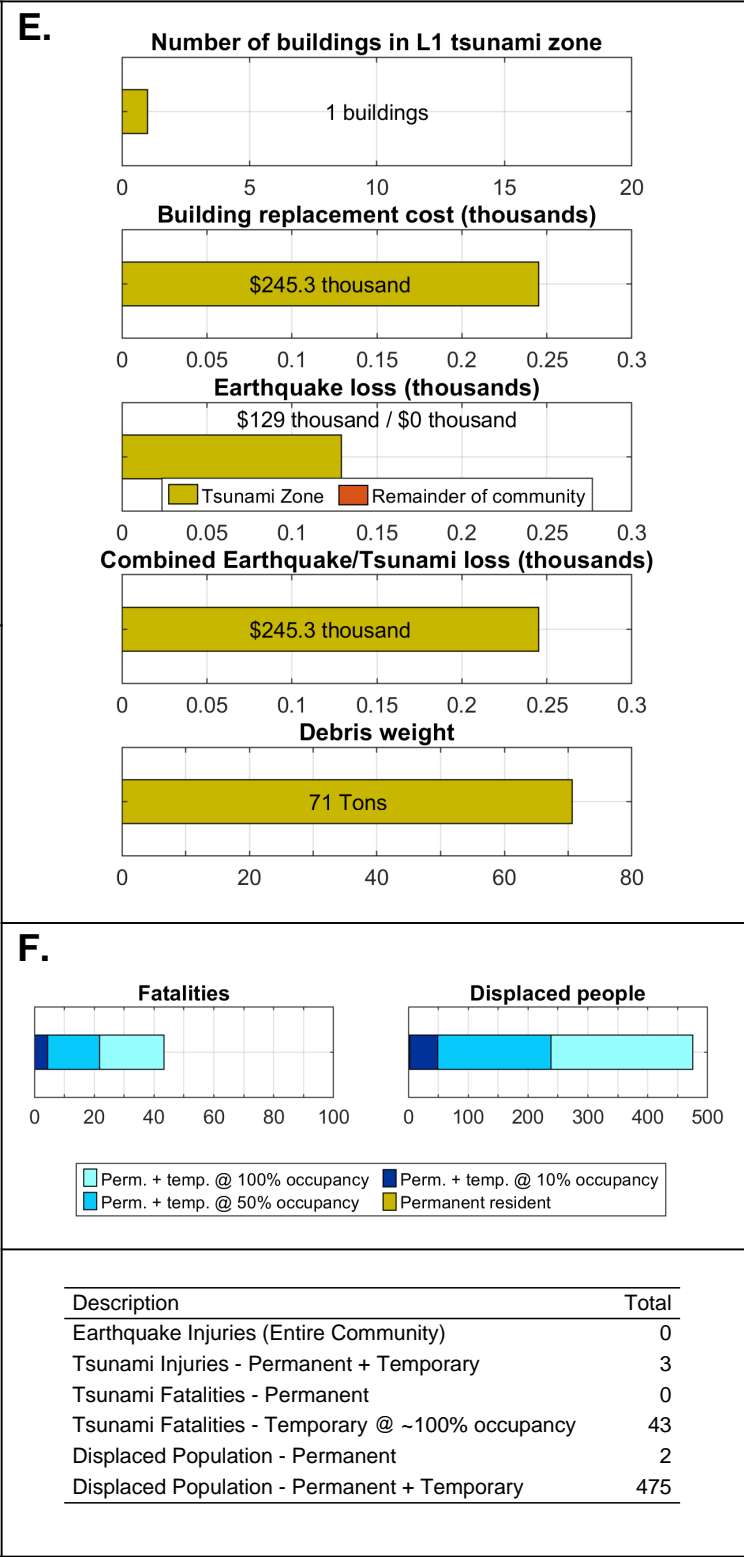 E.
Number of buildings in L1 tsunami zone
1 buildings
0 5 10 15 20
Building replacement cost (thousands)
$245.3 thousand
0 0.05 0.1 0.15 0.2 0.25 0.3
Earthquake loss (thousands)
$129 thousand / $0 thousand
Tsunami Zone Remainder of community
0 0.05 0.1 0.15 0.2 0.25 0.3
Combined Earthquake/Tsunami loss (thousands)
$245.3 thousand
0 0.05 0.1 0.15 0.2 0.25 0.3
Debris weight
71 Tons
0 20 40 60 80
F.
Fatalities Displaced people
0 20 40 60 80 100 0 100 200 300 400 500
Perm. + temp. @ 100% occupancy Perm. + temp. @ 10% occupancy
Perm. + temp. @ 50% occupancy Permanent resident
Description Total
Earthquake Injuries (Entire Community) 0
Tsunami Injuries - Permanent + Temporary 3
Tsunami Fatalities - Permanent 0
Tsunami Fatalities - Temporary @ ~100% occupancy 43
Displaced Population - Permanent 2
Displaced Population - Permanent + Temporary 475